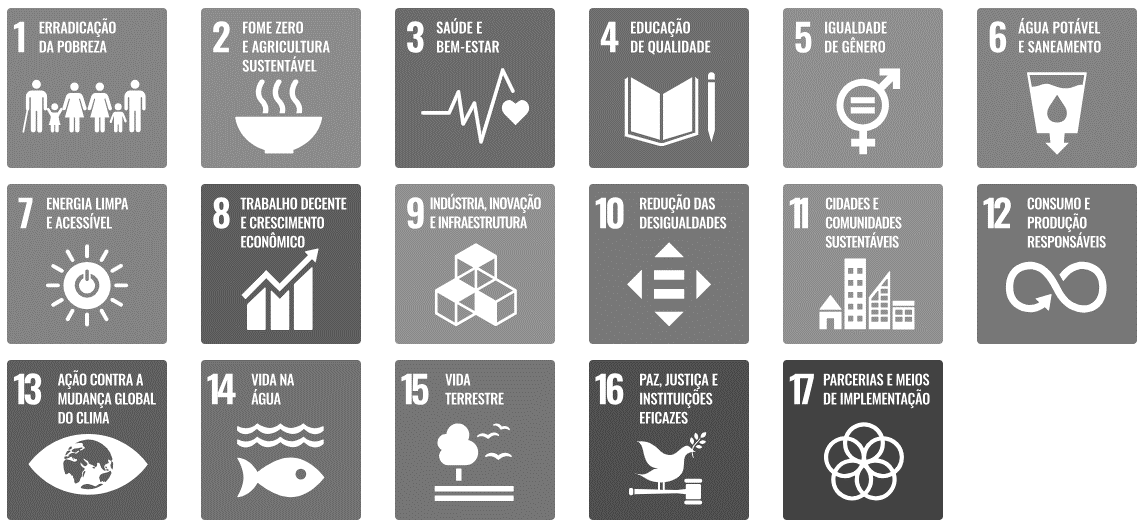 1 ERRADICAÇÃO
DA POBREZA
2 FOME ZERO
E AGRICULTURA
SUSTENTÁVEL
3 SAÚDE E
BEM-ESTAR
4 EDUCAÇÃO
DE QUALIDADE
5 IGUALDADE
DE GÊNERO
6 ÁGUA POTÁVEL
E SANEAMENTO
7 ENERGIA LIMPA
E ACESSÍVEL
8 TRABALHO DECENTE
E CRESCIMENTO
ECONÔMICO
9 INDÚSTRIA, INOVAÇÃO
E INFRAESTRUTURA
10 REDUÇÃO DAS
DESIGUALDADES
11 CIDADES E
COMUNIDADES
SUSTENTÁVEIS
12 CONSUMO E
PRODUÇÃO
RESPONSÁVEIS
13 AÇÃO CONTRA A
MUDANÇA GLOBAL
DO CLIMA
14 VIDA NA
ÁGUA
15 VIDA
TERRESTRE
16 PAZ, JUSTIÇA E
INSTITUIÇÕES
EFICAZES
17 PARCERIAS E MEIOS
DE IMPLEMENTAÇÃO